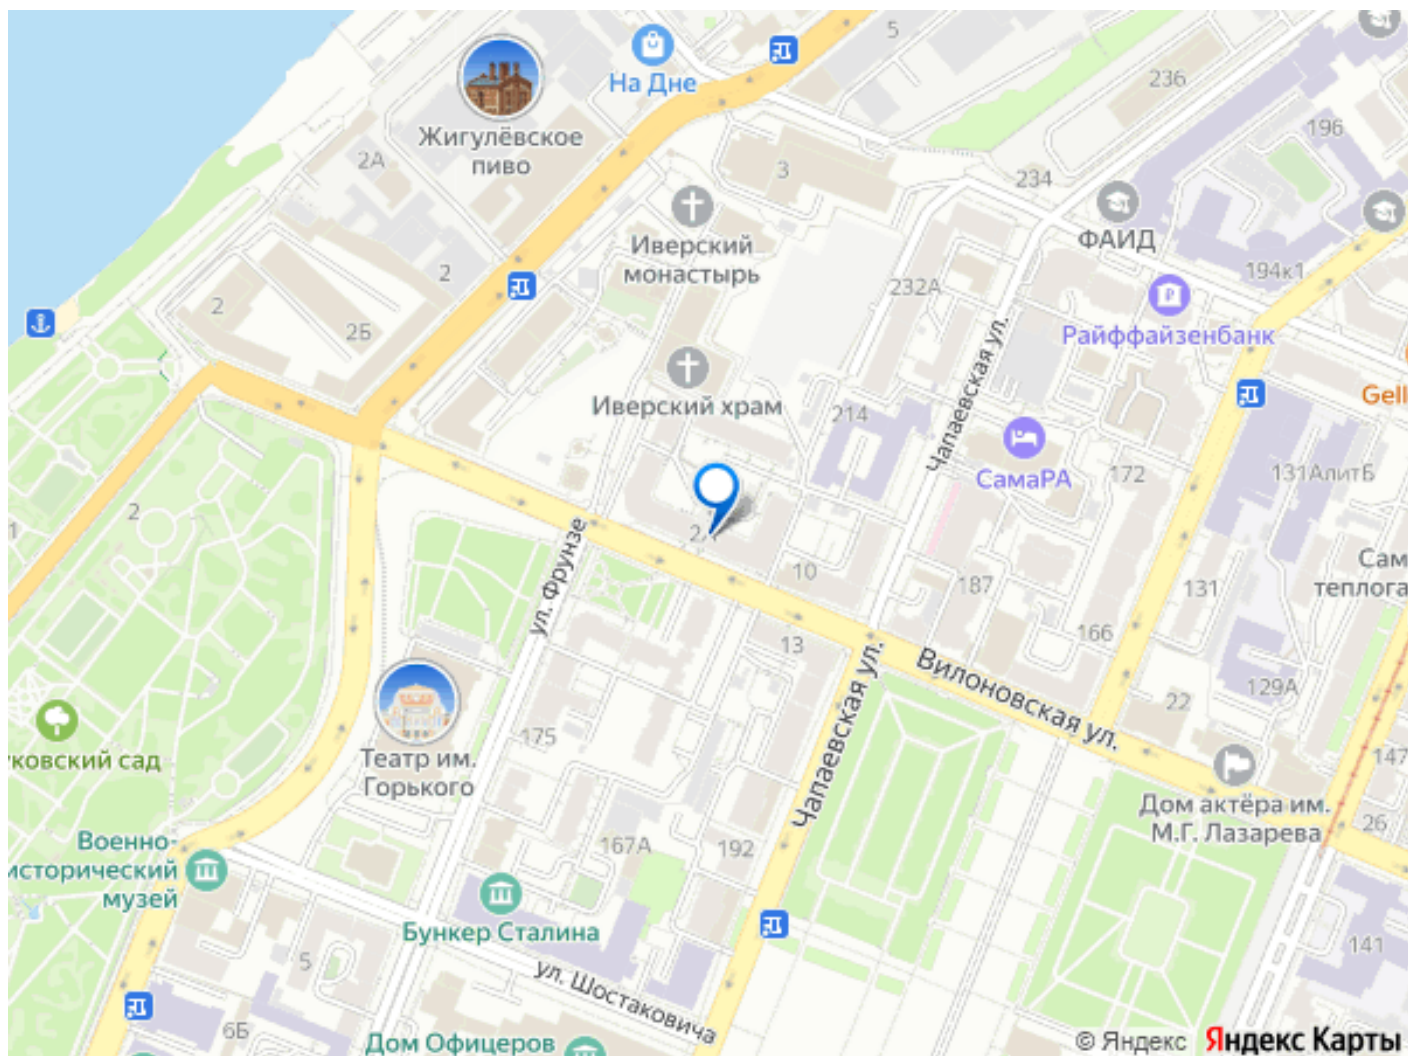 5
На Дне
236
Жигулёвское
пиво
196
2А
3
234
ФАИД
Иверский
монастырь
2
194к1
232А
2
2Б
Райффайзенбанк
Чапаевская ул.
Иверский храм
Gell
214
СамаРА
172
131АлитБ
2
1
ул. Фрунзе
10
187
131
Сам
теплога
13
166
Вилоновская ул.
129А
22
Чапаевская ул.
175
уковский сад
Театр им.
Горького
147
Дом актёра им.
М.Г. Лазарева
26
Военно-
исторический
музей
167А
192
Бункер Сталина
141
5
ул. Шостаковича
6Б
Дом Офицеров
© Яндекс Яндекс Карты